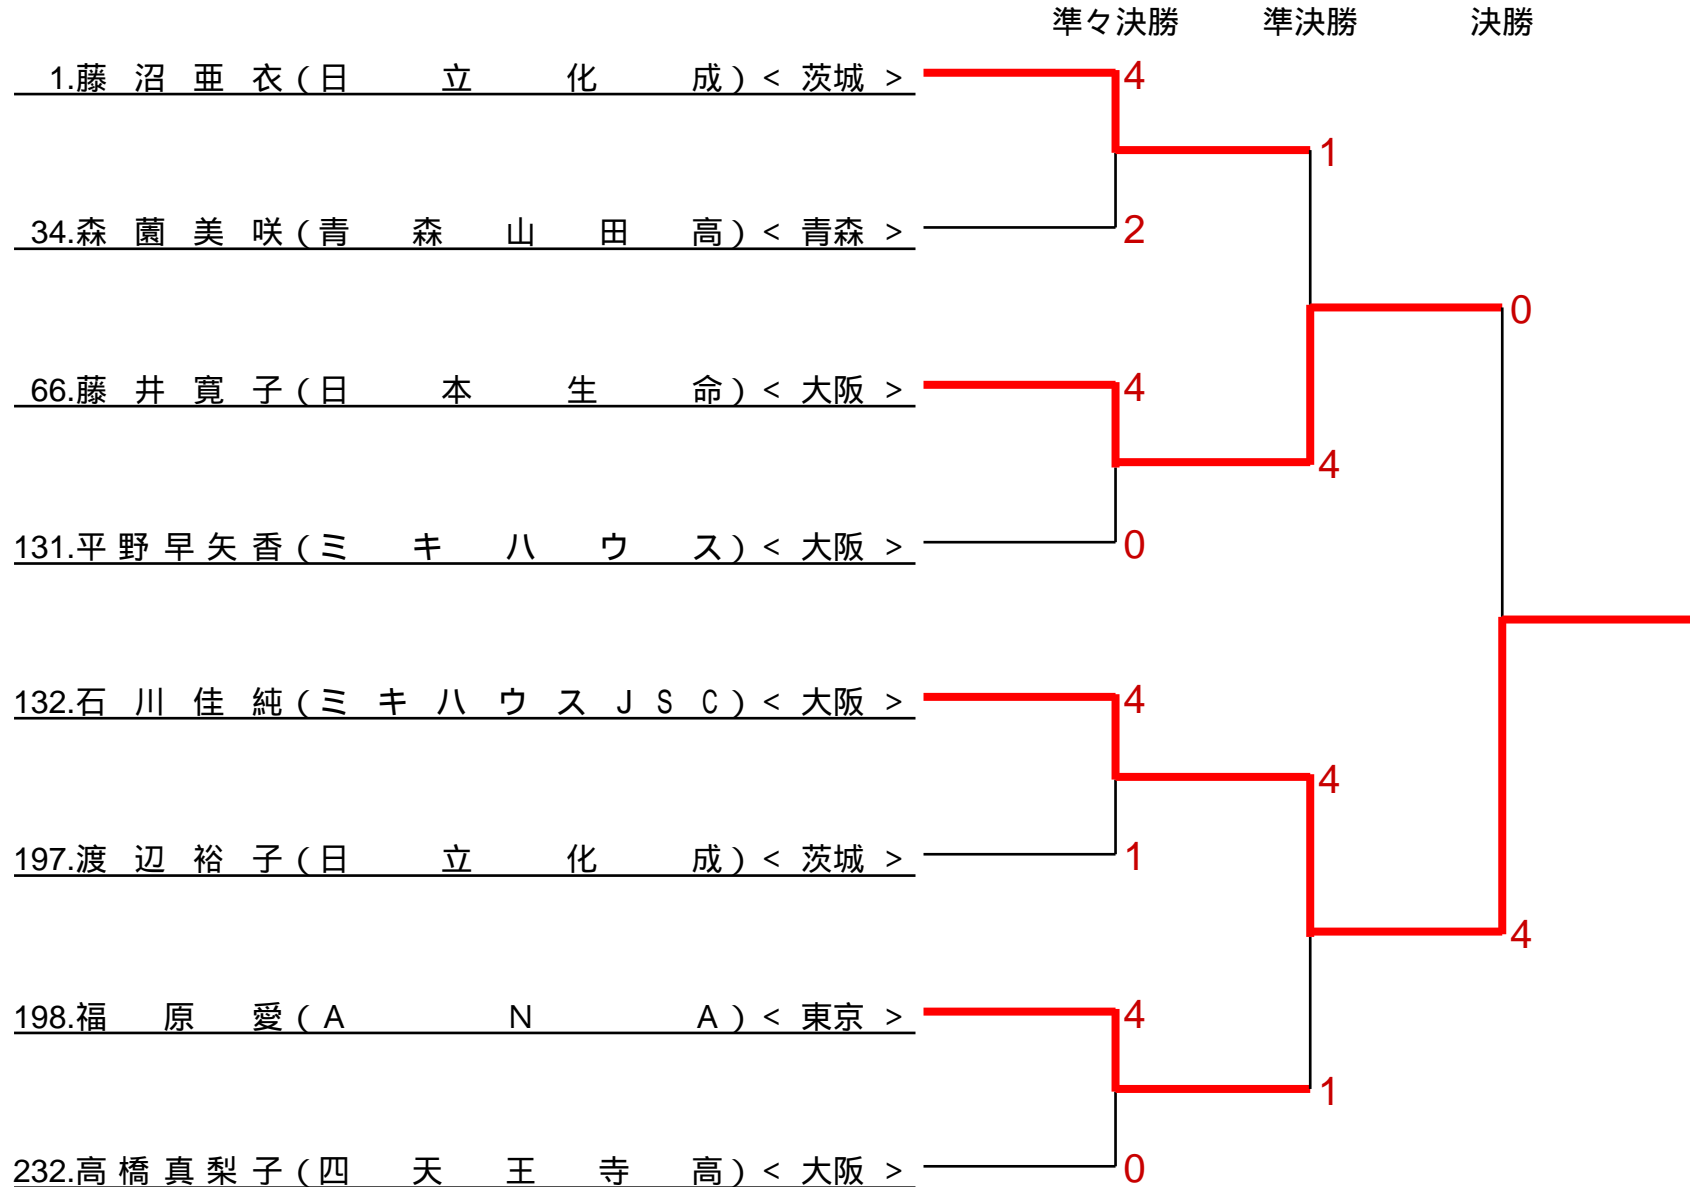 準々決勝 準決勝 決勝
1.藤沼亜衣(日立化成)< 茨城 > 4
1
34.森薗美咲(青森山田高)< 青森 > 2
0
66.藤井寛子(日本生命)< 大阪 > 4
4
131.平野早矢香(ミキハウス)< 大阪 > 0
132.石川佳純(ミキハウスJSC)< 大阪 > 4
4
197.渡辺裕子(日立化成)< 茨城 > 1
4
198.福原愛(ANA)< 東京 > 4
1
232.高橋真梨子(四天王寺高)< 大阪 > 0